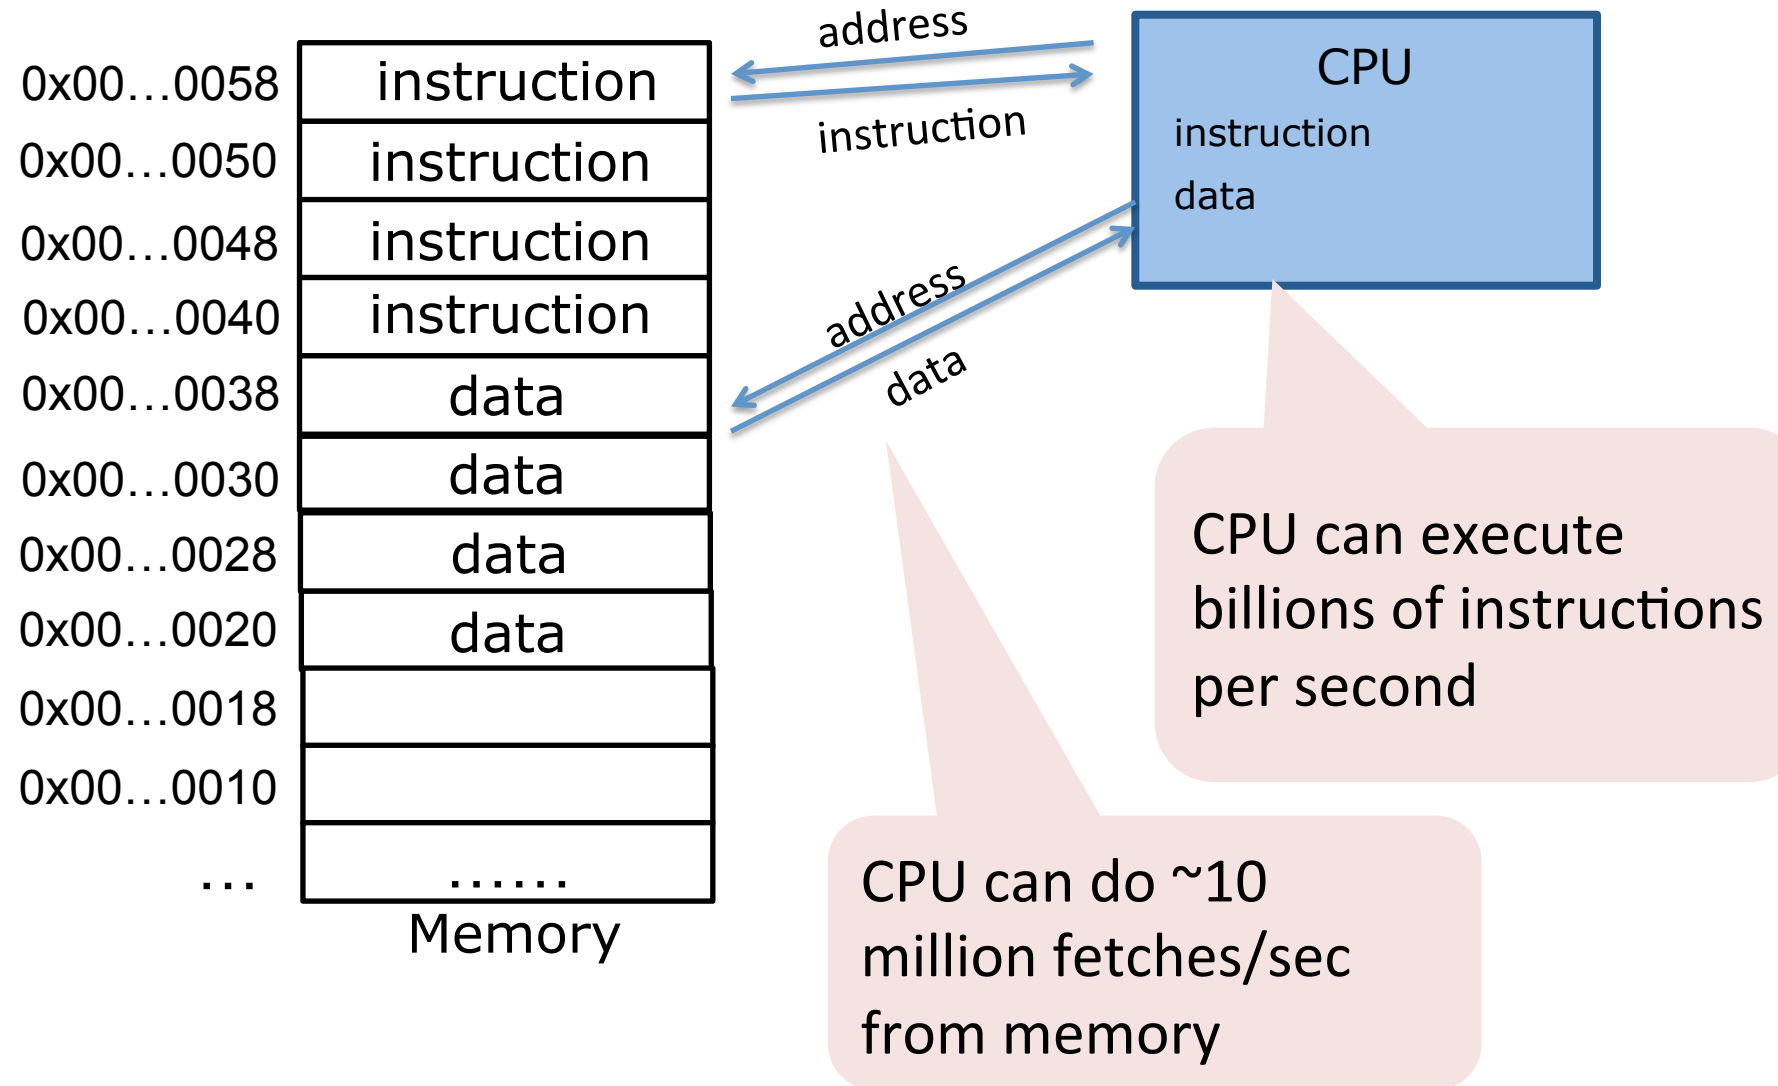 0x00…0058 instruction
0x00…0050 instruction
0x00…0048 instruction
0x00…0040 instruction
0x00…0038 data
0x00…0030 data
0x00…0028 data
0x00…0020 data
0x00…0018
0x00…0010
… ……
Memory
address
instruction
address
data
CPU
instruction
data
CPU can execute
billions of instructions
per second
CPU can do ~10
million fetches/sec
from memory